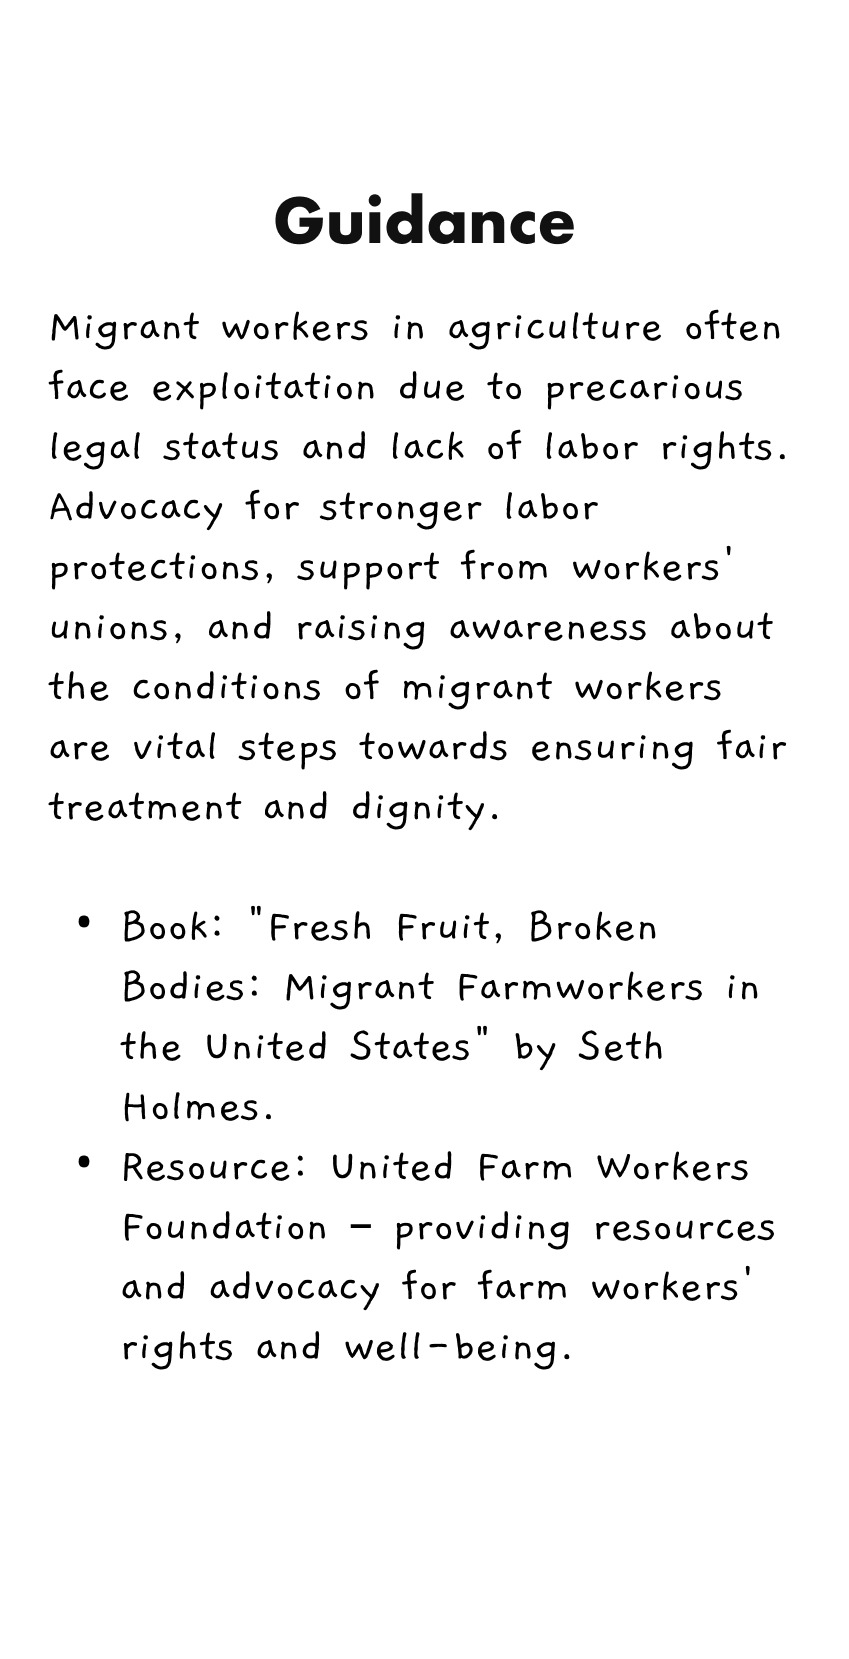 Guidance
Migrant workers in agriculture often
face exploitation due to precarious
legal status and lack of labor rights.
Advocacy for stronger labor
protections, support from workers'
unions, and raising awareness about
the conditions of migrant workers
are vital steps towards ensuring fair
treatment and dignity.
• Book: "Fresh Fruit, Broken
Bodies: Migrant Farmworkers in
the United States" by Seth
Holmes.
• Resource: United Farm Workers
Foundation – providing resources
and advocacy for farm workers'
rights and well-being.